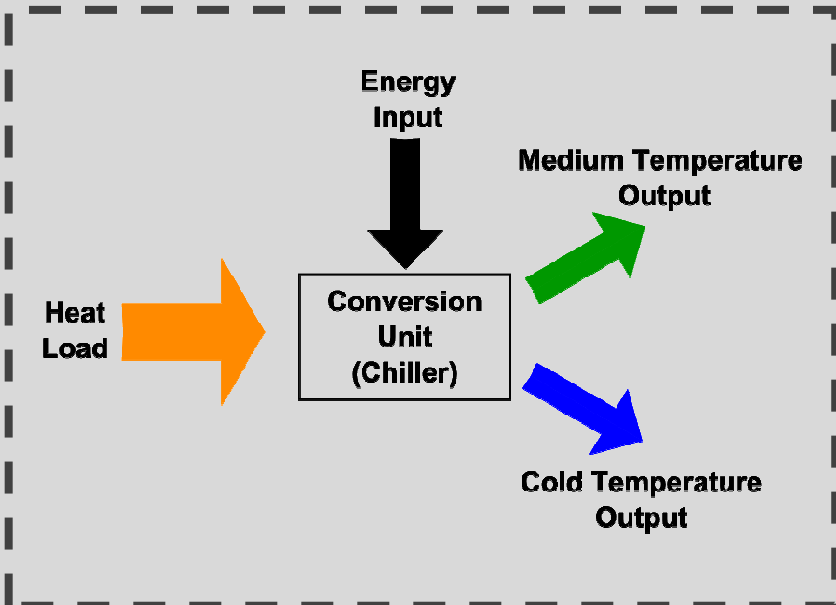 Energy
Input
Medium Temperature
Output
Heat
Load
Conversion
Unit
(Chiller)
Cold Temperature
Output